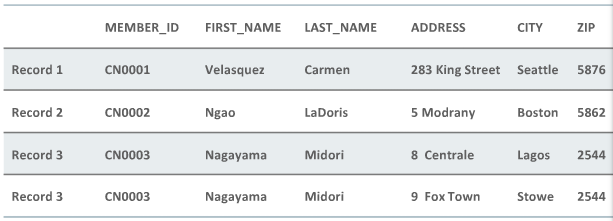 MEMBER_ID FIRST_NAME LAST_NAME ADDRESS CITY ZIP
Record 1 CN0001 Velasquez Carmen 283 King Street Seattle 5876
Record 2 CN0002 Ngao LaDoris 5 Modrany Boston 5862
Record 3 CN0003 Nagayama Midori 8 Centrale Lagos 2544
Record 3 CN0003 Nagayama Midori 9 Fox Town Stowe 2544